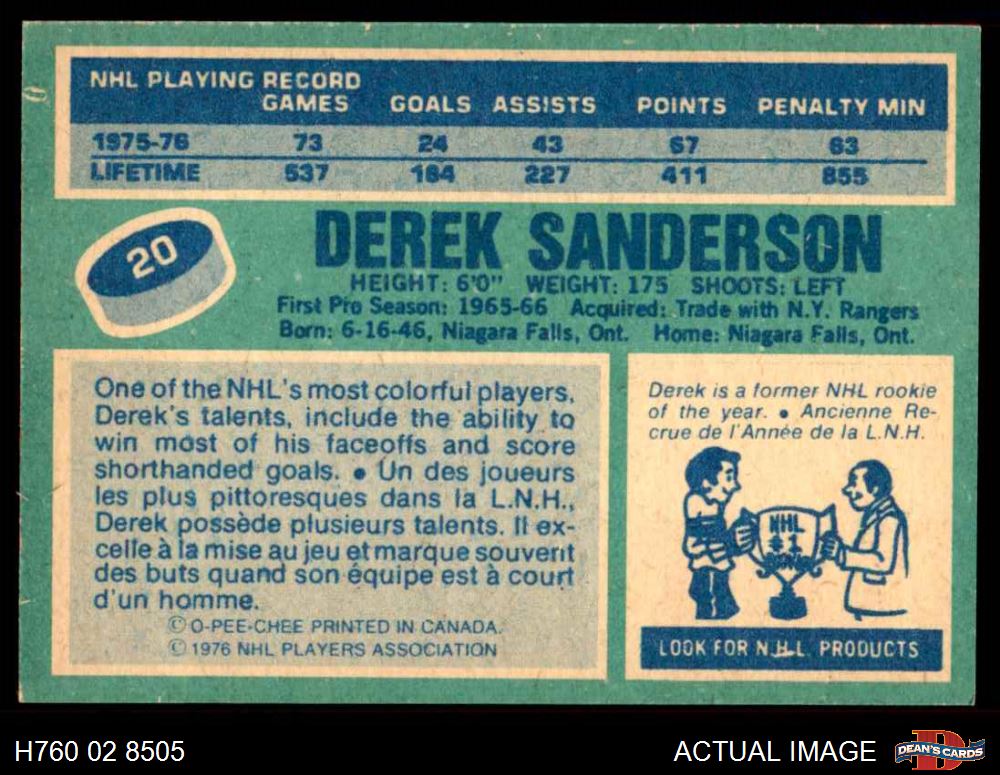 NHL PLAYING RECORD
GAMES GOALS ASSISTS POINTS PENALTY MIN
1975-76 73 24 43 67 63
LIFETIME 537 184 227 411 855
20
DEREK SANDERSON
HEIGHT: 6'0" WEIGHT: 175 SHOOTS: LEFT
First Pro Season: 1965-66 Acquired: Trade with N.Y. Rangers
Born: 6-16-46, Niagara Falls, Ont. Home: Niagara Falls, Ont.
One of the NHL's most colorful players,
Derek's talents, include the ability to
win most of his faceoffs and score
shorthanded goals. • Un des joueurs
les plus pittoresques dans la L.N.H.,
Derek possède plusieurs talents. Il ex-
celle à la mise au jeu et marque souvent
des buts quand son équipe est à court
d'un homme.
© O-PEE-CHEE PRINTED IN CANADA.
© 1976 NHL PLAYERS ASSOCIATION
Derek is a former NHL rookie
of the year. • Ancienne Re-
crue de l'Année de la L.N.H.
NHL
#1
LOOK FOR N.H.L. PRODUCTS
H760 02 8505
ACTUAL IMAGE
DEAN'S CARDS